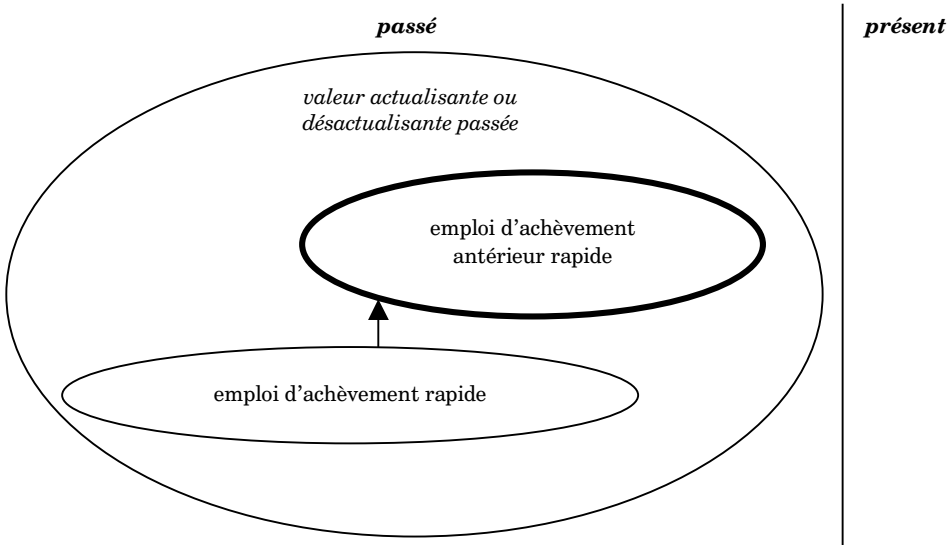 passé
présent
valeur actualisante ou
désactualisante passée
emploi d’achèvement
antérieur rapide
emploi d’achèvement rapide